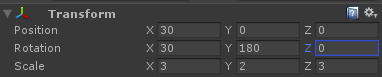 Transform
Position X 30 Y 0 Z 0
Rotation X 30 Y 180 Z 0
Scale X 3 Y 2 Z 3